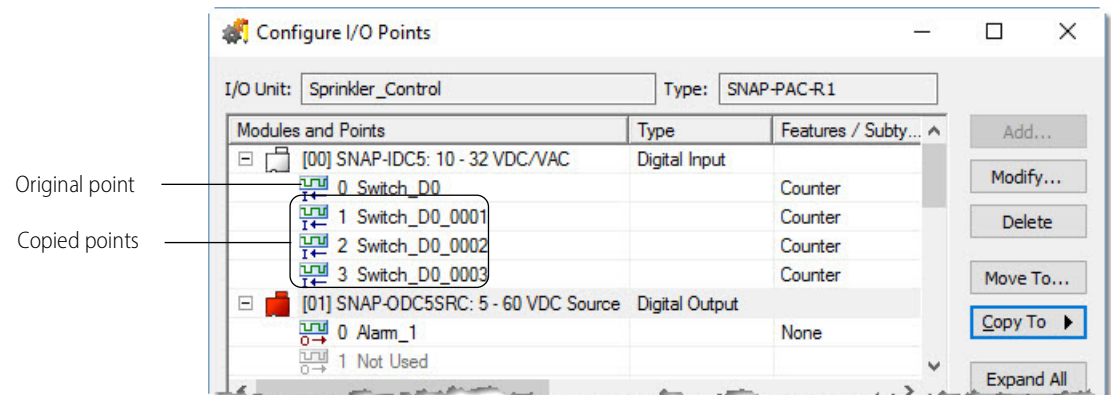 Configure I/O Points
I/O Unit: Sprinkler_Control Type: SNAP-PAC-R1
Modules and Points Type Features / Subty...
Add...
[00] SNAP-IDC5: 10 - 32 VDC/VAC Digital Input
Original point
0 Switch_D0 Counter
Modify...
1 Switch_D0_0001 Counter
Delete
Copied points
2 Switch_D0_0002 Counter
3 Switch_D0_0003 Counter
Move To...
[01] SNAP-ODC5SRC: 5 - 60 VDC Source Digital Output
Copy To
0 Alarm_1 None
1 Not Used
Expand All